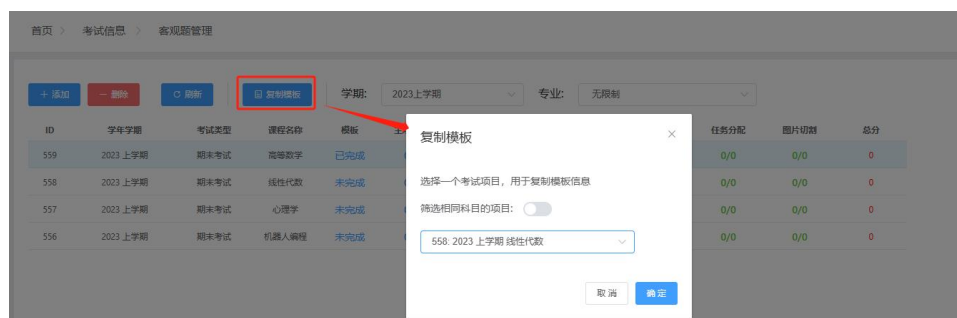 首页 > 考试信息 > 客观题管理
+ 添加 − 删除 刷新 复制模板 学期: 2023上学期 专业: 无限制
ID 学年学期 考试类型 课程名称 模板 任务分配 图片切割 总分
559 2023 上学期 期末考试 高等数学 已完成 0/0 0/0 0
558 2023 上学期 期末考试 线性代数 未完成 0/0 0/0 0
557 2023 上学期 期末考试 心理学 未完成 0/0 0/0 0
556 2023 上学期 期末考试 机器人编程 未完成 0/0 0/0 0
复制模板 ×
选择一个考试项目，用于复制模板信息
筛选相同科目的项目:
558: 2023 上学期 线性代数
取消 确定